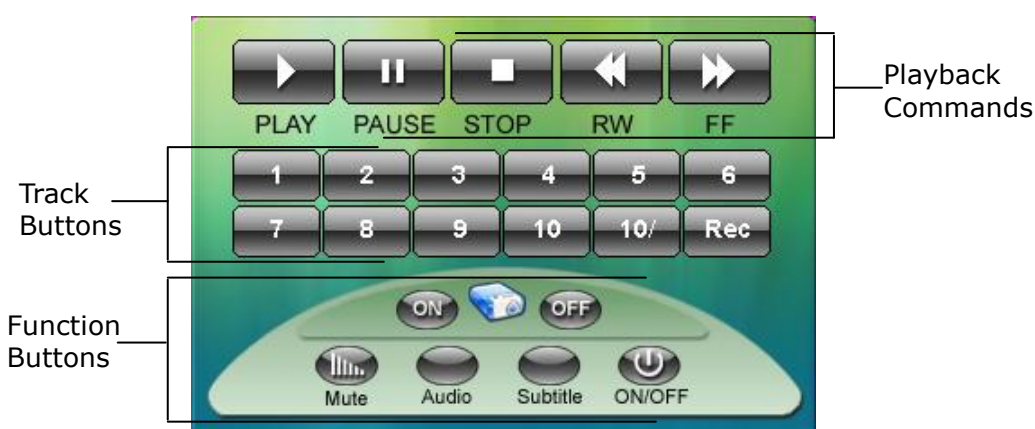 Playback
Commands
PLAY PAUSE STOP RW FF
Track
Buttons
1 2 3 4 5 6
7 8 9 10 10/ Rec
Function
Buttons
ON OFF
Mute Audio Subtitle ON/OFF